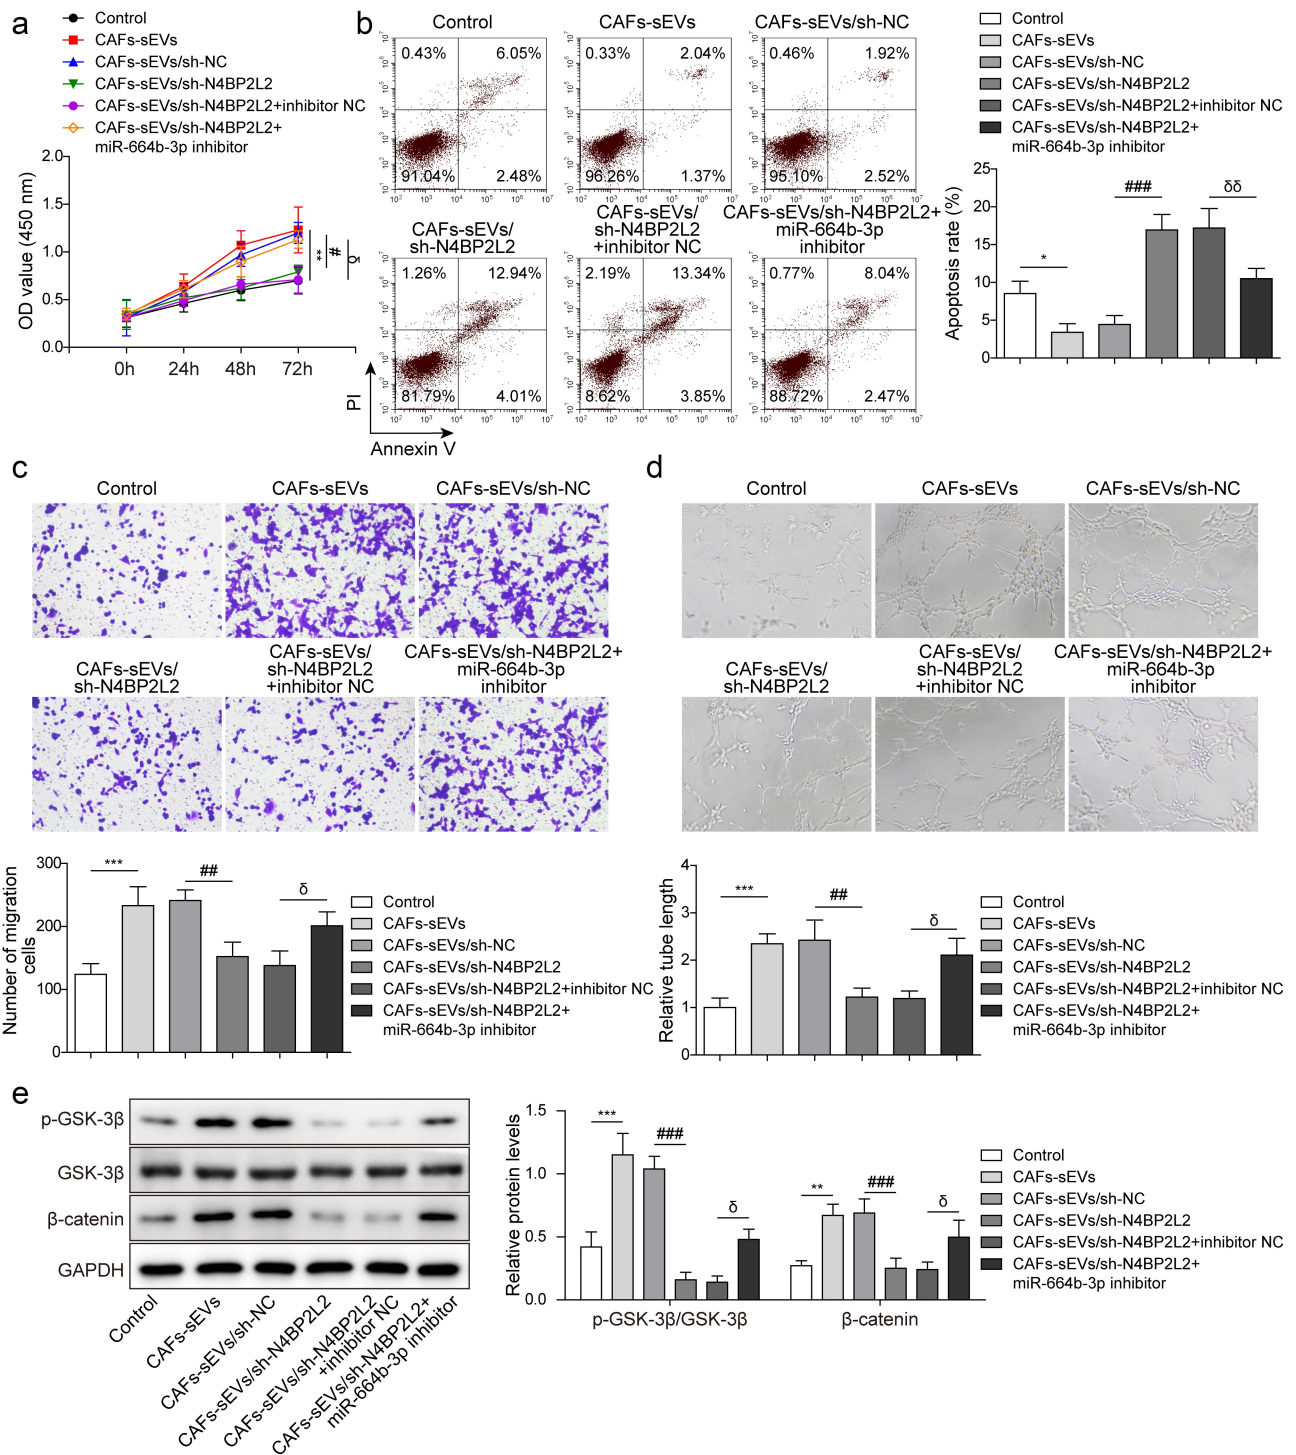 a
Control
CAFs-sEVs
CAFs-sEVs/sh-NC
CAFs-sEVs/sh-N4BP2L2
CAFs-sEVs/sh-N4BP2L2+inhibitor NC
CAFs-sEVs/sh-N4BP2L2+
miR-664b-3p inhibitor
OD value (450 nm)
2.0
1.5
1.0
0.5
0.0
0h 24h 48h 72h
** # δ
b
Control CAFs-sEVs CAFs-sEVs/sh-NC
0.43% 6.05% 0.33% 2.04% 0.46% 1.92%
91.04% 2.48% 96.26% 1.37% 95.10% 2.52%
CAFs-sEVs/
sh-N4BP2L2
CAFs-sEVs/
sh-N4BP2L2
+inhibitor NC
CAFs-sEVs/sh-N4BP2L2+
miR-664b-3p
inhibitor
1.26% 12.94% 2.19% 13.34% 0.77% 8.04%
81.79% 4.01% 8.62% 3.85% 88.72% 2.47%
10² 10³ 10⁴ 10⁵ 10⁶ 10⁷
PI
Annexin V
Control
CAFs-sEVs
CAFs-sEVs/sh-NC
CAFs-sEVs/sh-N4BP2L2
CAFs-sEVs/sh-N4BP2L2+inhibitor NC
CAFs-sEVs/sh-N4BP2L2+
miR-664b-3p inhibitor
Apoptosis rate (%)
25
20
15
10
5
0
* ### δδ
c
Control CAFs-sEVs CAFs-sEVs/sh-NC
CAFs-sEVs/
sh-N4BP2L2
CAFs-sEVs/
sh-N4BP2L2
+inhibitor NC
CAFs-sEVs/sh-N4BP2L2+
miR-664b-3p
inhibitor
Number of migration
cells
300
200
100
0
*** ## δ
Control
CAFs-sEVs
CAFs-sEVs/sh-NC
CAFs-sEVs/sh-N4BP2L2
CAFs-sEVs/sh-N4BP2L2+inhibitor NC
CAFs-sEVs/sh-N4BP2L2+
miR-664b-3p inhibitor
d
Control CAFs-sEVs CAFs-sEVs/sh-NC
CAFs-sEVs/
sh-N4BP2L2
CAFs-sEVs/
sh-N4BP2L2
+inhibitor NC
CAFs-sEVs/sh-N4BP2L2+
miR-664b-3p
inhibitor
Relative tube length
4
3
2
1
0
*** ## δ
Control
CAFs-sEVs
CAFs-sEVs/sh-NC
CAFs-sEVs/sh-N4BP2L2
CAFs-sEVs/sh-N4BP2L2+inhibitor NC
CAFs-sEVs/sh-N4BP2L2+
miR-664b-3p inhibitor
e
p-GSK-3β
GSK-3β
β-catenin
GAPDH
Control
CAFs-sEVs
CAFs-sEVs/sh-NC
CAFs-sEVs/sh-N4BP2L2
CAFs-sEVs/sh-N4BP2L2
+inhibitor NC
CAFs-sEVs/sh-N4BP2L2+
miR-664b-3p inhibitor
Relative protein levels
1.5
1.0
0.5
0.0
*** ### δ ** ### δ
p-GSK-3β/GSK-3β β-catenin
Control
CAFs-sEVs
CAFs-sEVs/sh-NC
CAFs-sEVs/sh-N4BP2L2
CAFs-sEVs/sh-N4BP2L2+inhibitor NC
CAFs-sEVs/sh-N4BP2L2+
miR-664b-3p inhibitor